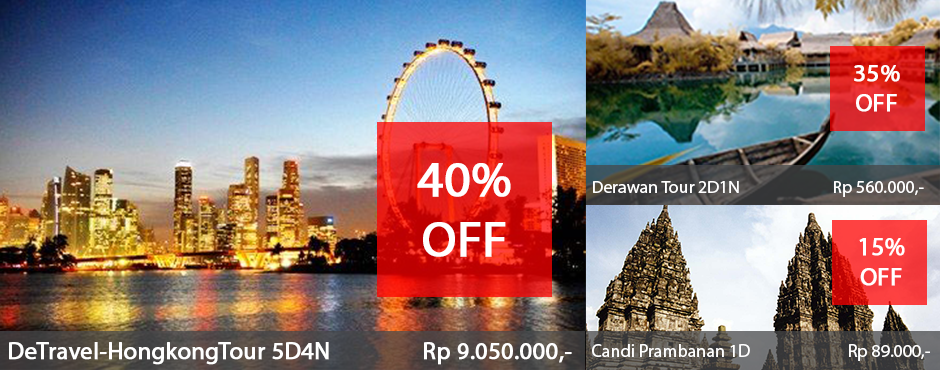 40%
OFF
DeTravel-HongkongTour 5D4N Rp 9.050.000,-
35%
OFF
Derawan Tour 2D1N Rp 560.000,-
15%
OFF
Candi Prambanan 1D Rp 89.000,-